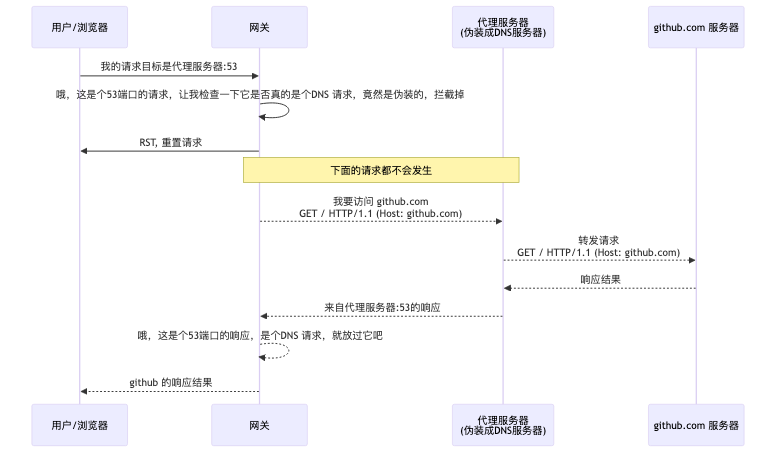 用户/浏览器
网关
代理服务器
(伪装成DNS服务器)
github.com 服务器
我的请求目标是代理服务器:53
哦，这是个53端口的请求，让我检查一下它是否真的是个DNS 请求，竟然是伪装的，拦截掉
RST, 重置请求
下面的请求都不会发生
我要访问 github.com
GET / HTTP/1.1 (Host: github.com)
转发请求
GET / HTTP/1.1 (Host: github.com)
响应结果
来自代理服务器:53的响应
哦，这是个53端口的响应，是个DNS 请求，就放过它吧
github 的响应结果
用户/浏览器
网关
代理服务器
(伪装成DNS服务器)
github.com 服务器